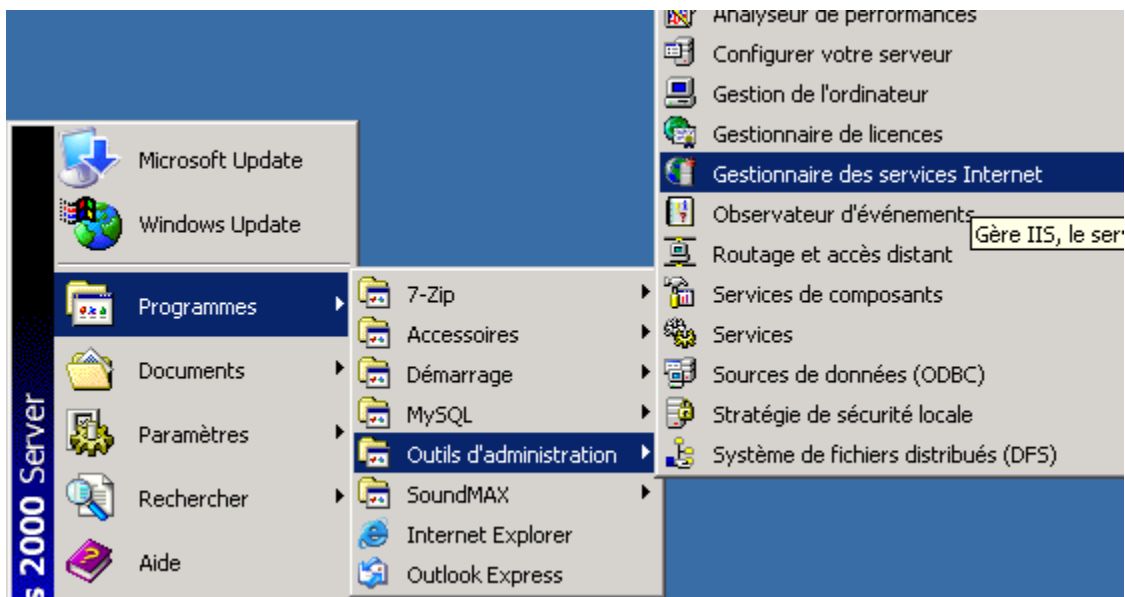 Microsoft Update
Windows Update
Programmes
Documents
Paramètres
Rechercher
Aide
s 2000 Server
7-Zip
Accessoires
Démarrage
MySQL
Outils d'administration
SoundMAX
Internet Explorer
Outlook Express
Analyseur de performances
Configurer votre serveur
Gestion de l'ordinateur
Gestionnaire de licences
Gestionnaire des services Internet
Observateur d'événements
Gère IIS, le ser
Routage et accès distant
Services de composants
Services
Sources de données (ODBC)
Stratégie de sécurité locale
Système de fichiers distribués (DFS)